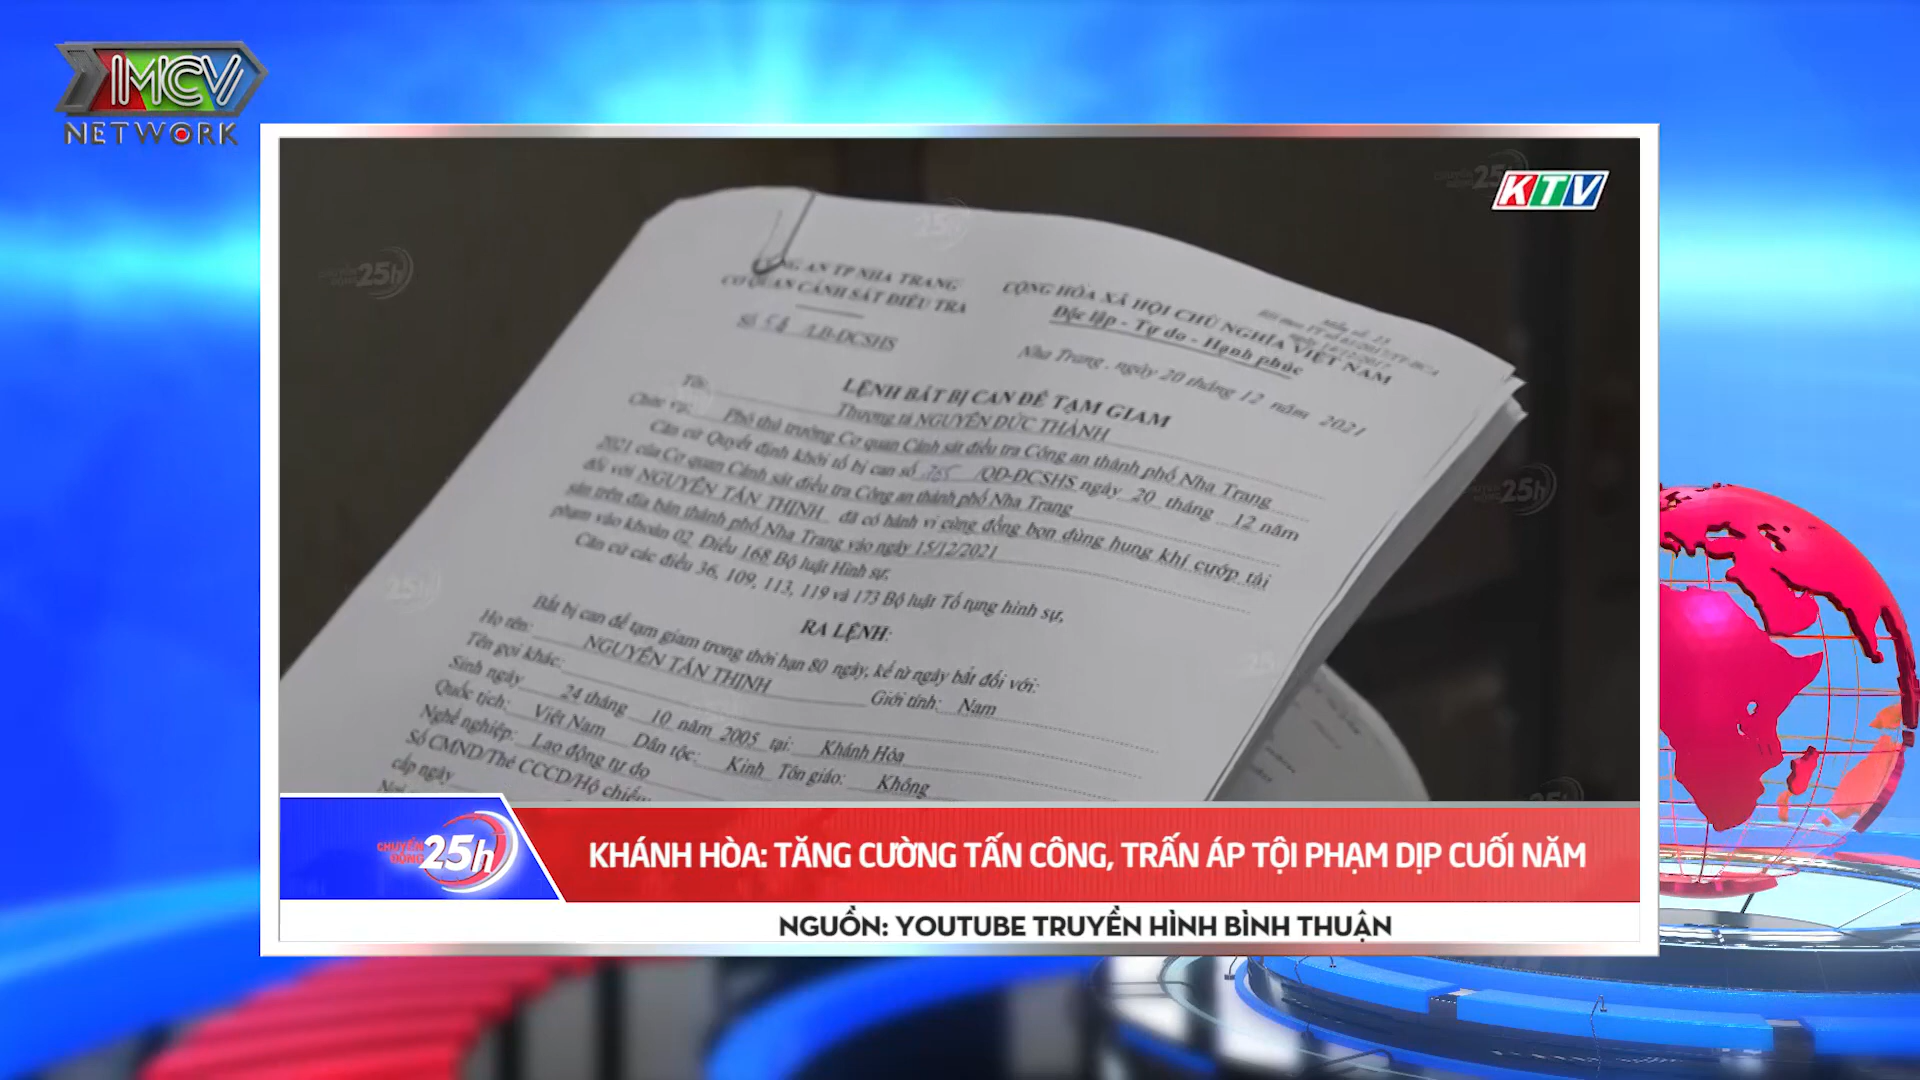 MCV
NETWORK
KTV
CÔNG AN TP NHA TRANG
CƠ QUAN CẢNH SÁT ĐIỀU TRA
Số 58 /LB-ĐCSHS
Mẫu số: 23
CỘNG HÒA XÃ HỘI CHỦ NGHĨA VIỆT NAM
Độc lập - Tự do - Hạnh phúc
Nha Trang, ngày 20 tháng 12 năm 2021
LỆNH BẮT BỊ CAN ĐỂ TẠM GIAM
Tôi: Thượng tá NGUYỄN ĐỨC THÀNH
Chức vụ: Phó thủ trưởng Cơ quan Cảnh sát điều tra Công an thành phố Nha Trang
Căn cứ Quyết định khởi tố bị can số 365 /QĐ-ĐCSHS ngày 20 tháng 12 năm
2021 của Cơ quan Cảnh sát điều tra Công an thành phố Nha Trang
đối với NGUYỄN TẤN THỊNH đã có hành vi cùng đồng bọn dùng hung khí cướp tài
sản trên địa bàn thành phố Nha Trang vào ngày 15/12/2021
phạm vào khoản 02 Điều 168 Bộ luật Hình sự;
Căn cứ các điều 36, 109, 113, 119 và 173 Bộ luật Tố tụng hình sự,
RA LỆNH:
Bắt bị can để tạm giam trong thời hạn 80 ngày, kể từ ngày bắt đối với:
Họ tên: NGUYỄN TẤN THỊNH Giới tính: Nam
Tên gọi khác:
Sinh ngày 24 tháng 10 năm 2005 tại: Khánh Hòa
Quốc tịch: Việt Nam Dân tộc: Kinh Tôn giáo: Không
Nghề nghiệp: Lao động tự do
Số CMND/Thẻ CCCD/Hộ chiếu:
cấp ngày
CHUYỂN ĐỘNG 25h
KHÁNH HÒA: TĂNG CƯỜNG TẤN CÔNG, TRẤN ÁP TỘI PHẠM DỊP CUỐI NĂM
NGUỒN: YOUTUBE TRUYỀN HÌNH BÌNH THUẬN